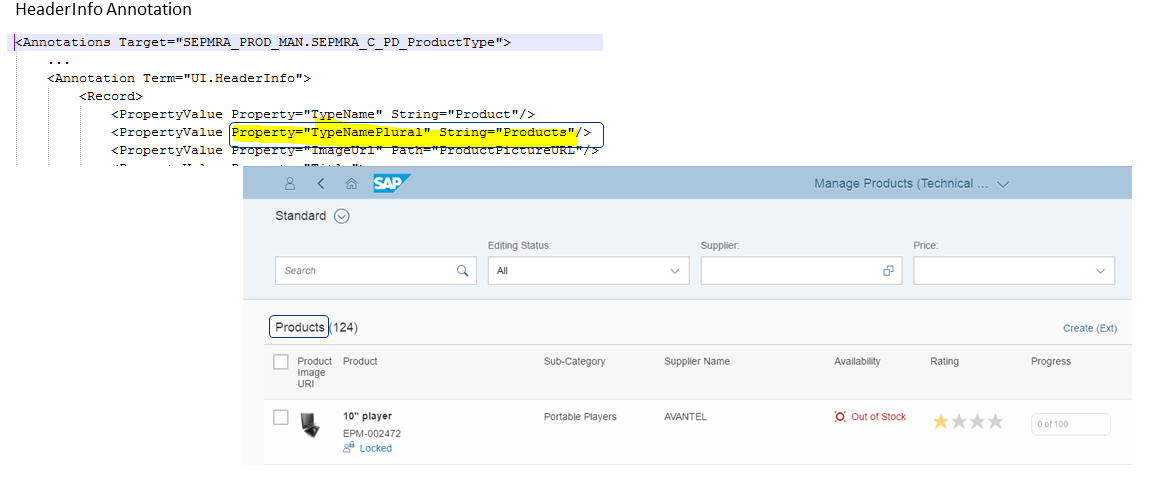 HeaderInfo Annotation
<Annotations Target="SEPMRA_PROD_MAN.SEPMRA_C_PD_ProductType">
...
<Annotation Term="UI.HeaderInfo">
<Record>
<PropertyValue Property="TypeName" String="Product"/>
<PropertyValue Property="TypeNamePlural" String="Products"/>
<PropertyValue Property="ImageUrl" Path="ProductPictureURL"/>
SAP
Manage Products (Technical ...
Standard
Editing Status:
Supplier:
Price:
Search
All
Products (124)
Create (Ext)
Product Image URI
Product
Sub-Category
Supplier Name
Availability
Rating
Progress
10" player
Portable Players
AVANTEL
Out of Stock
0 of 100
EPM-002472
Locked